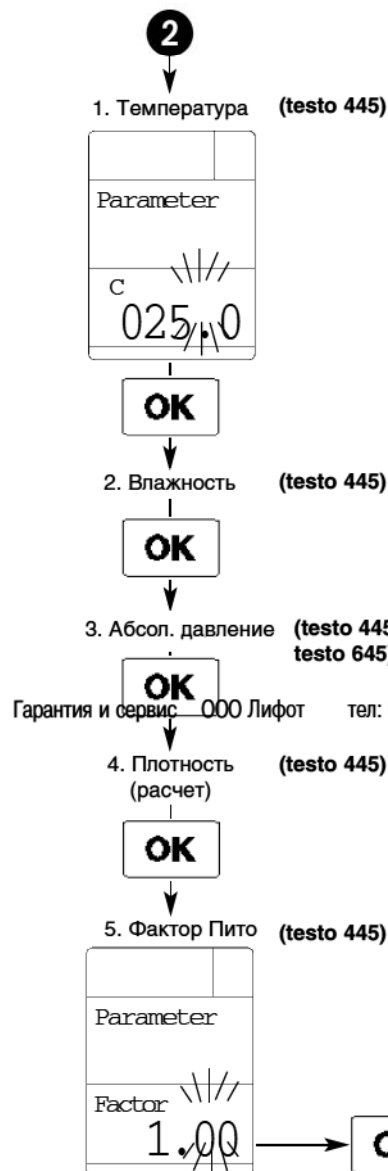 2
1. Температура (testo 445)
Parameter
C
025.0
OK
2. Влажность (testo 445)
OK
3. Абсол. давление (testo 445
testo 645)
OK
Гарантия и сервис ООО Лифот тел:
4. Плотность (testo 445)
(расчет)
OK
5. Фактор Пито (testo 445)
Parameter
Factor
1.00